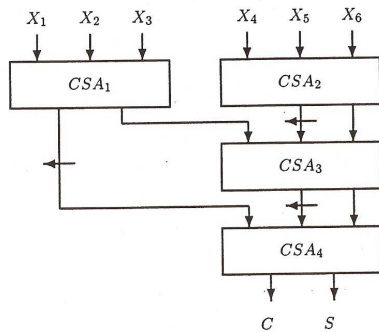 X₁ X₂ X₃ X₄ X₅ X₆
CSA₁ CSA₂
CSA₃
CSA₄
C S